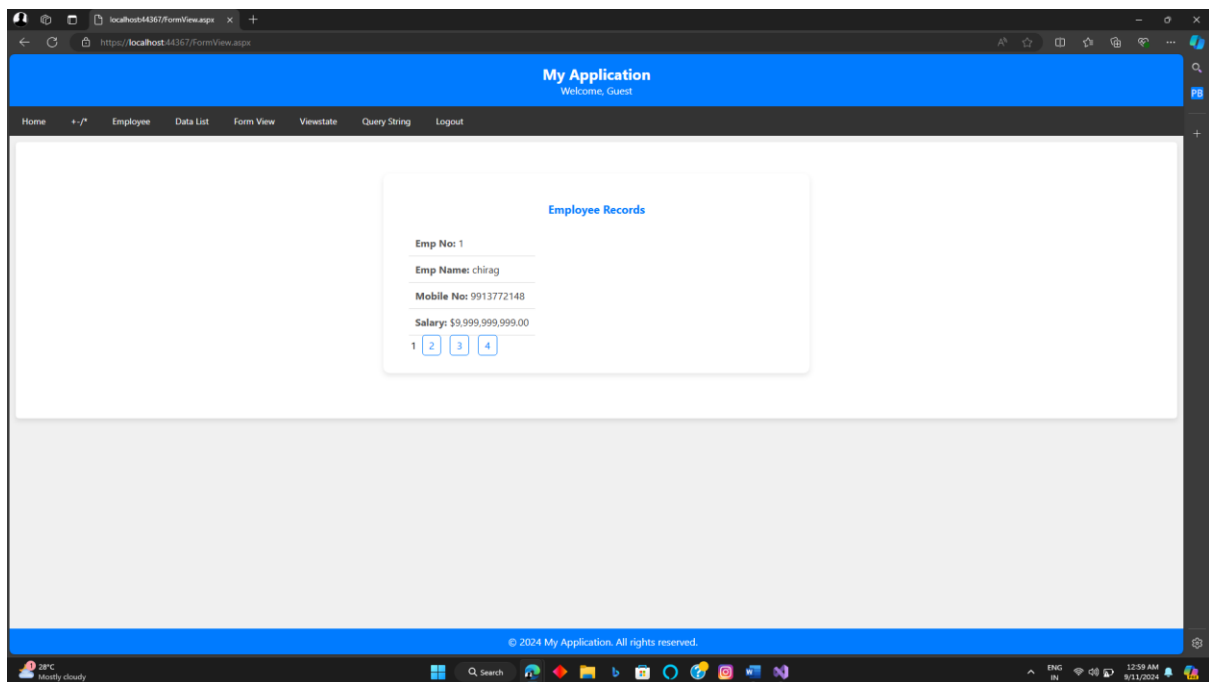 localhost:44367/FormView.aspx
https://localhost:44367/FormView.aspx
PB
My Application
Welcome, Guest
Home +-/* Employee Data List Form View Viewstate Query String Logout
Employee Records
Emp No: 1
Emp Name: chirag
Mobile No: 9913772148
Salary: $9,999,999,999.00
1 2 3 4
© 2024 My Application. All rights reserved.
1
28°C
Mostly cloudy
Search
ENG
IN
12:59 AM
9/11/2024